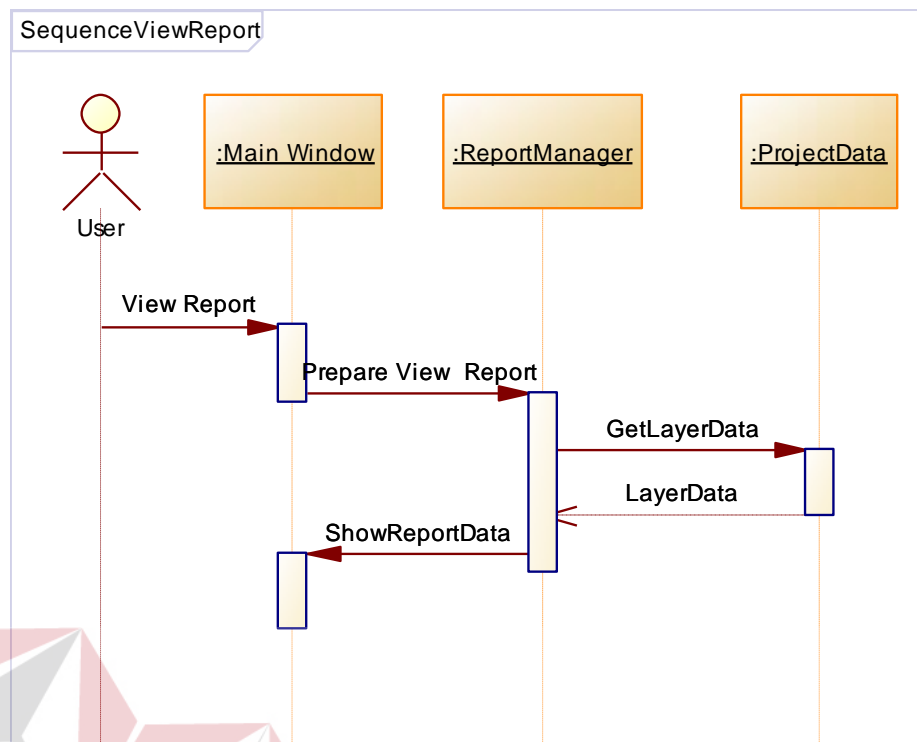 SequenceViewReport
:Main Window
:ReportManager
:ProjectData
User
View Report
Prepare View  Report
GetLayerData
LayerData
ShowReportData